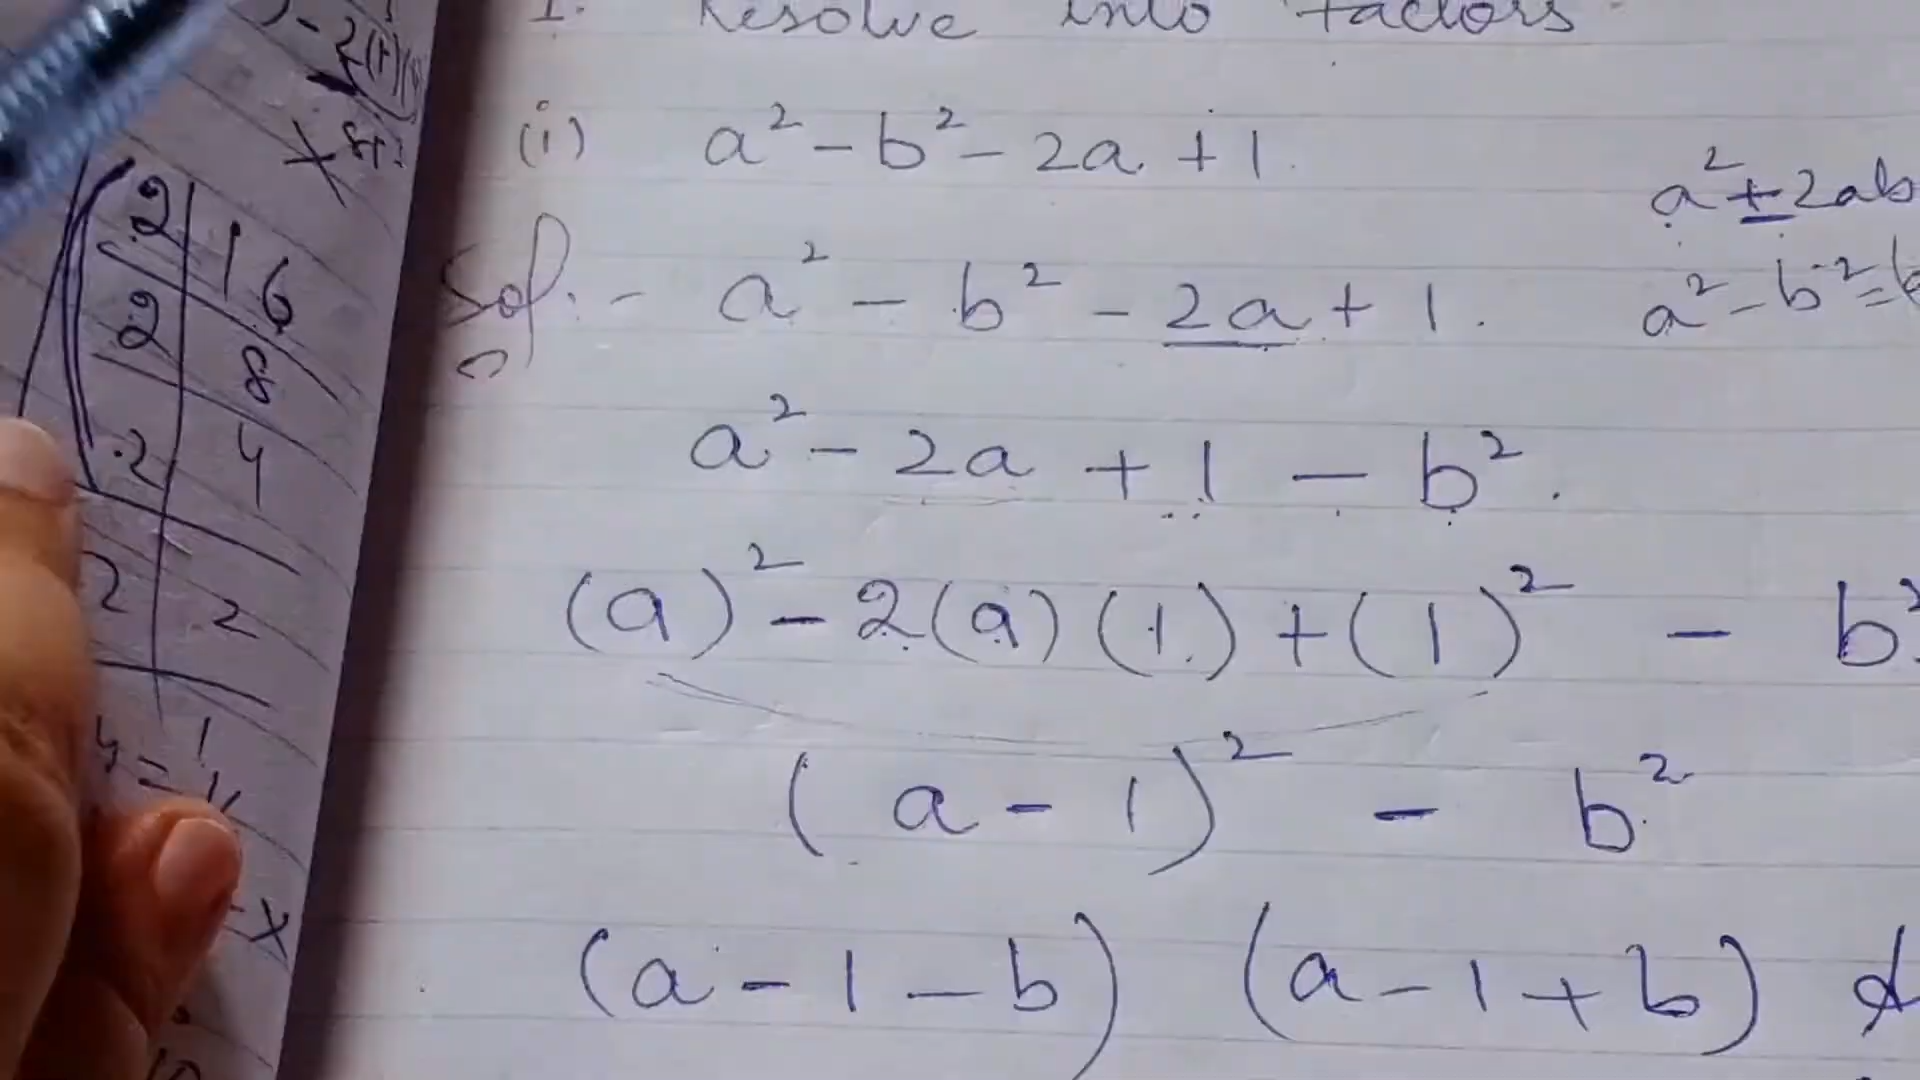 1. Resolve into factors
(i) a² - b² - 2a + 1.
a² + 2ab
Sol:- a² - b² - 2a + 1.
a² - b² =
a² - 2a + 1 - b².
(a)² - 2(a)(1) + (1)² - b²
(a - 1)² - b²
(a - 1 - b) (a - 1 + b)
2 | 16
2 | 8
2 | 4
2 | 2
1